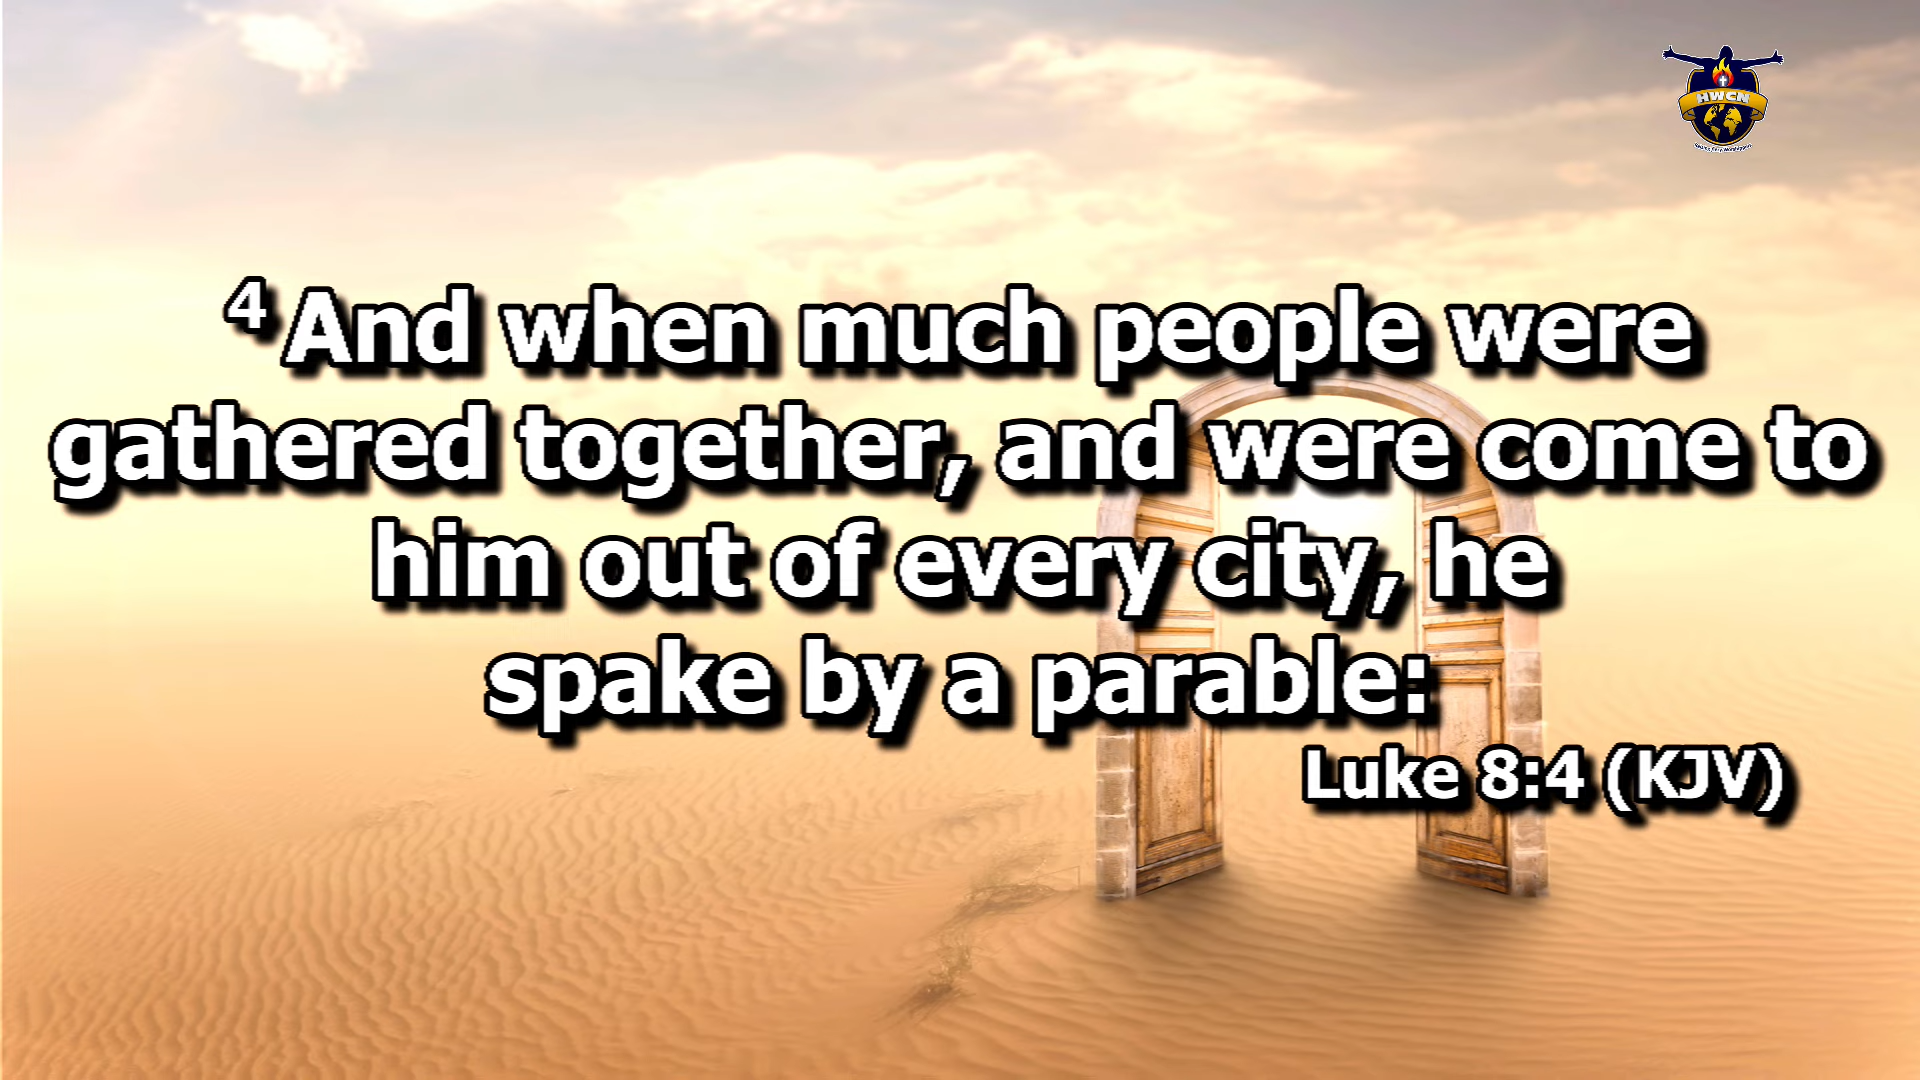 HWCN
4 And when much people were
gathered together, and were come to
him out of every city, he
spake by a parable:
Luke 8:4 (KJV)